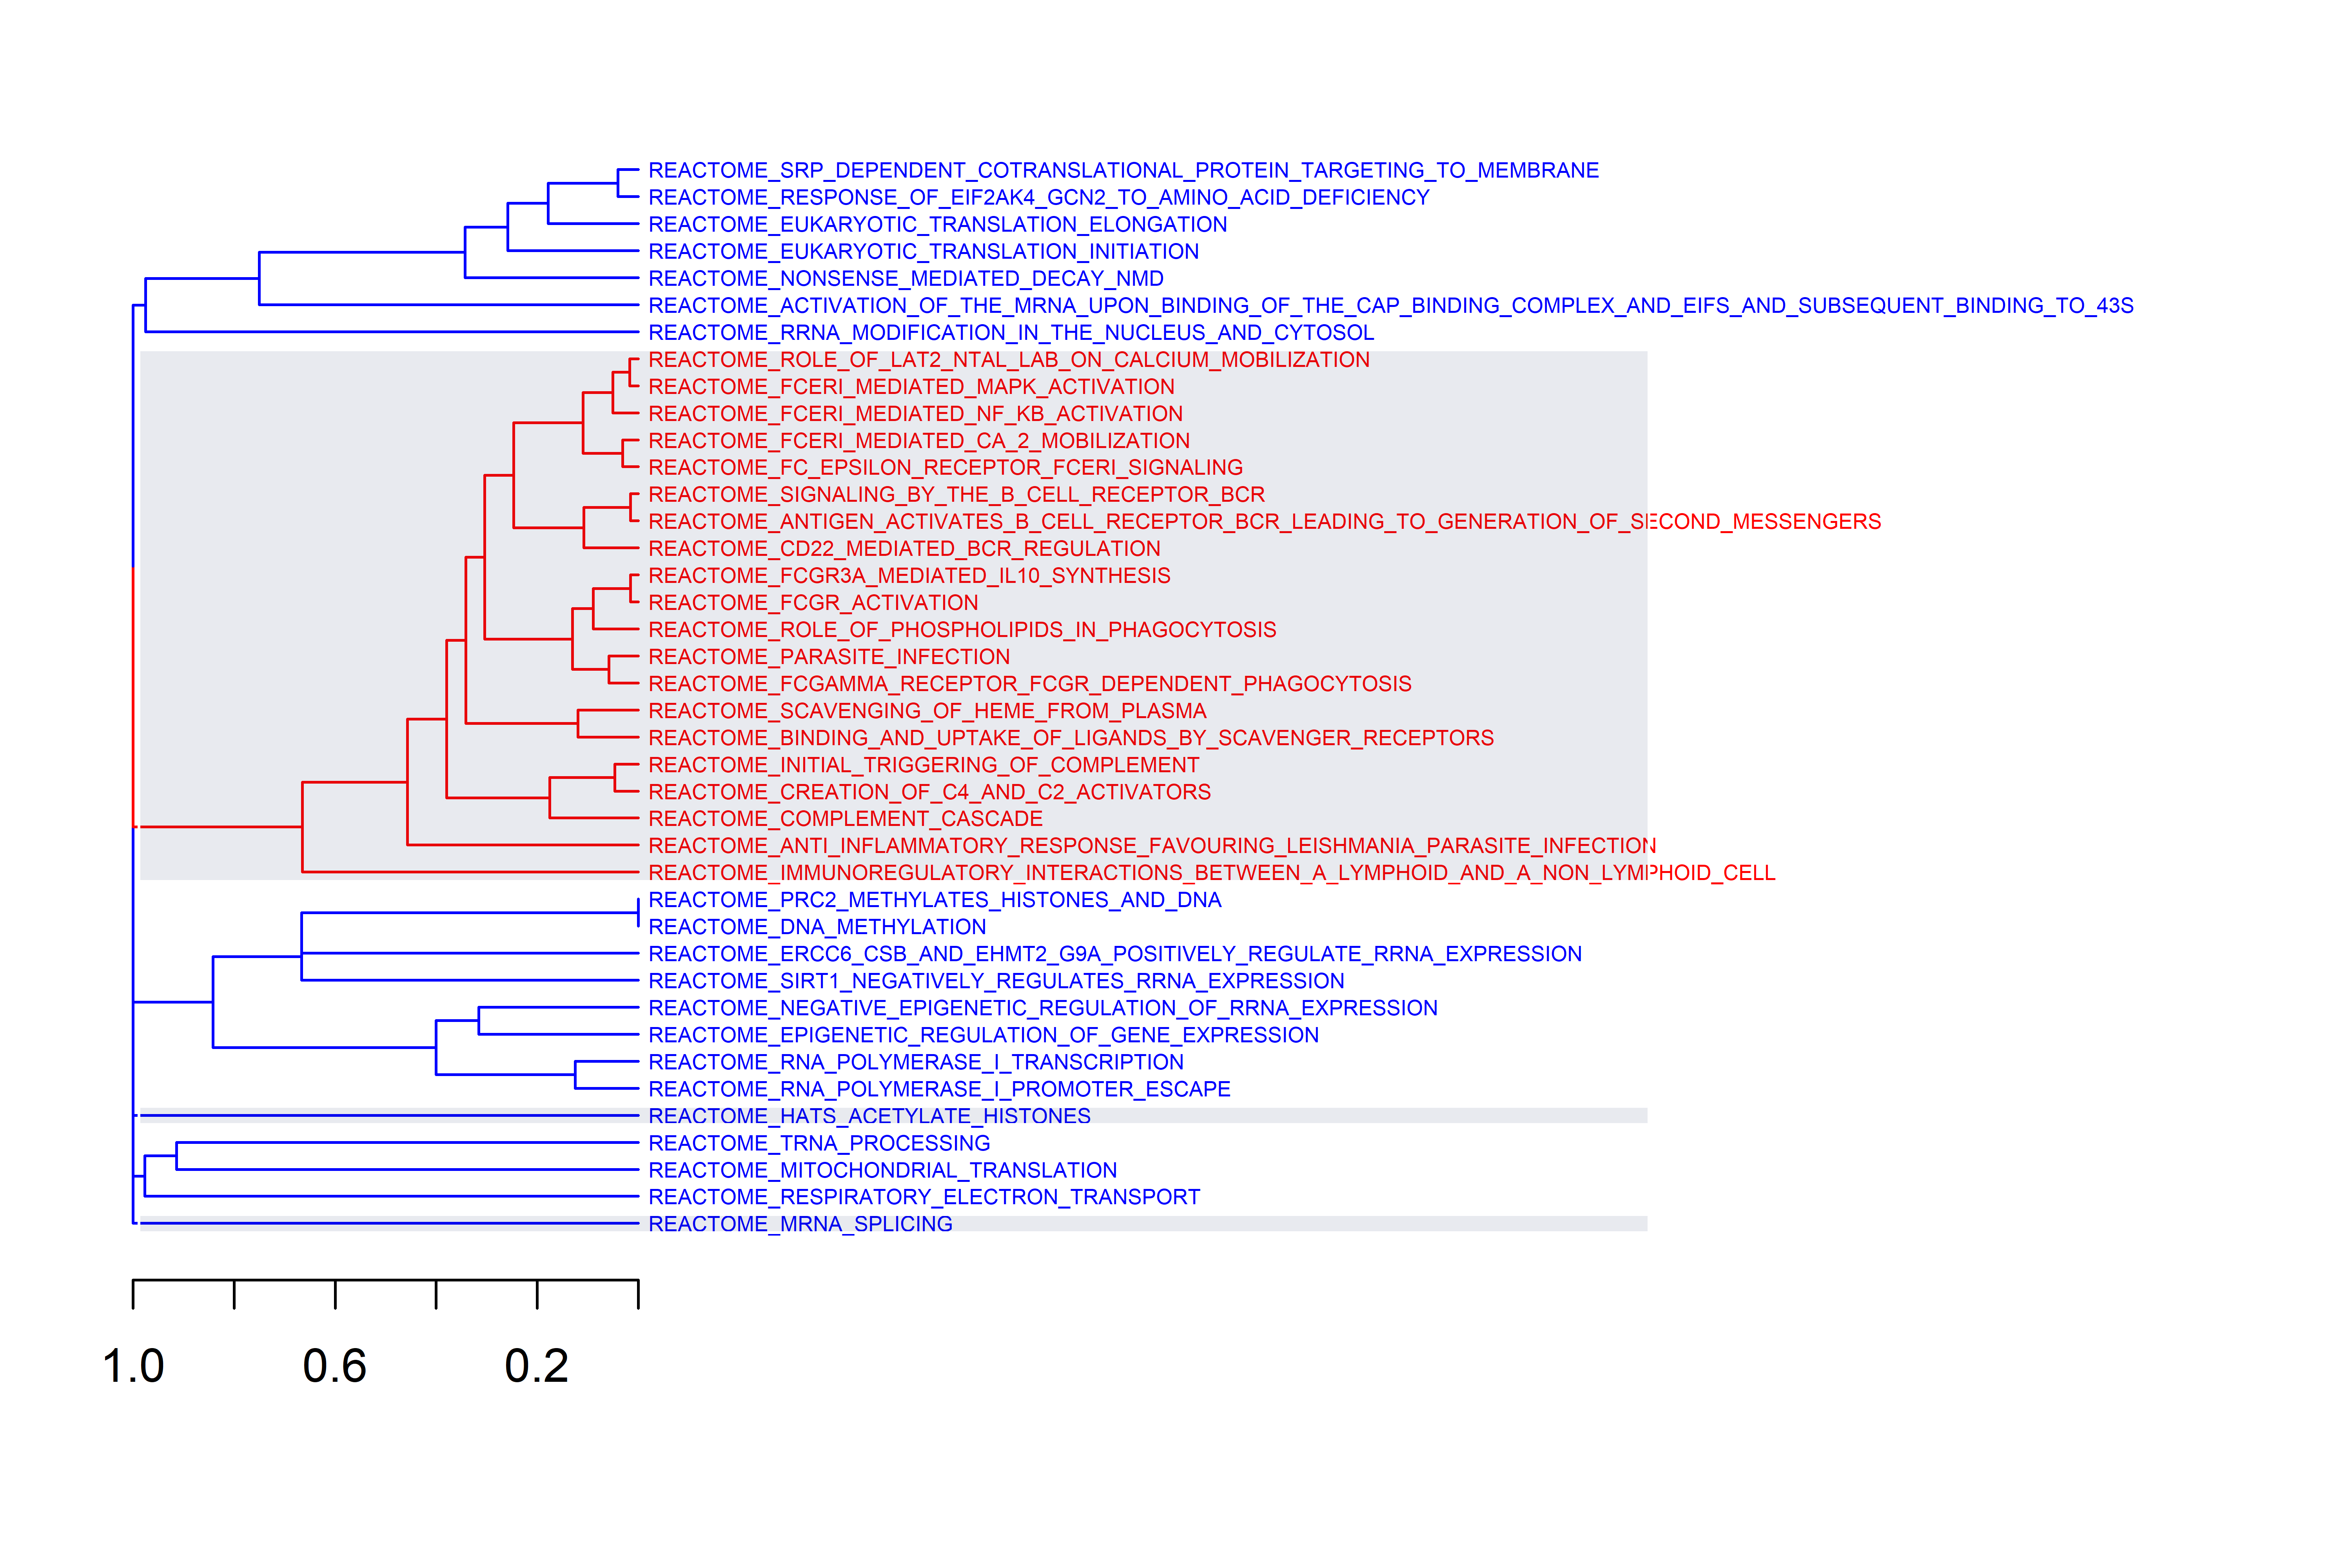 REACTOME_SRP_DEPENDENT_COTRANSLATIONAL_PROTEIN_TARGETING_TO_MEMBRANE
REACTOME_RESPONSE_OF_EIF2AK4_GCN2_TO_AMINO_ACID_DEFICIENCY
REACTOME_EUKARYOTIC_TRANSLATION_ELONGATION
REACTOME_EUKARYOTIC_TRANSLATION_INITIATION
REACTOME_NONSENSE_MEDIATED_DECAY_NMD
REACTOME_ACTIVATION_OF_THE_MRNA_UPON_BINDING_OF_THE_CAP_BINDING_COMPLEX_AND_EIFS_AND_SUBSEQUENT_BINDING_TO_43S
REACTOME_RRNA_MODIFICATION_IN_THE_NUCLEUS_AND_CYTOSOL
REACTOME_ROLE_OF_LAT2_NTAL_LAB_ON_CALCIUM_MOBILIZATION
REACTOME_FCERI_MEDIATED_MAPK_ACTIVATION
REACTOME_FCERI_MEDIATED_NF_KB_ACTIVATION
REACTOME_FCERI_MEDIATED_CA_2_MOBILIZATION
REACTOME_FC_EPSILON_RECEPTOR_FCERI_SIGNALING
REACTOME_SIGNALING_BY_THE_B_CELL_RECEPTOR_BCR
REACTOME_ANTIGEN_ACTIVATES_B_CELL_RECEPTOR_BCR_LEADING_TO_GENERATION_OF_SECOND_MESSENGERS
REACTOME_CD22_MEDIATED_BCR_REGULATION
REACTOME_FCGR3A_MEDIATED_IL10_SYNTHESIS
REACTOME_FCGR_ACTIVATION
REACTOME_ROLE_OF_PHOSPHOLIPIDS_IN_PHAGOCYTOSIS
REACTOME_PARASITE_INFECTION
REACTOME_FCGAMMA_RECEPTOR_FCGR_DEPENDENT_PHAGOCYTOSIS
REACTOME_SCAVENGING_OF_HEME_FROM_PLASMA
REACTOME_BINDING_AND_UPTAKE_OF_LIGANDS_BY_SCAVENGER_RECEPTORS
REACTOME_INITIAL_TRIGGERING_OF_COMPLEMENT
REACTOME_CREATION_OF_C4_AND_C2_ACTIVATORS
REACTOME_COMPLEMENT_CASCADE
REACTOME_ANTI_INFLAMMATORY_RESPONSE_FAVOURING_LEISHMANIA_PARASITE_INFECTION
REACTOME_IMMUNOREGULATORY_INTERACTIONS_BETWEEN_A_LYMPHOID_AND_A_NON_LYMPHOID_CELL
REACTOME_PRC2_METHYLATES_HISTONES_AND_DNA
REACTOME_DNA_METHYLATION
REACTOME_ERCC6_CSB_AND_EHMT2_G9A_POSITIVELY_REGULATE_RRNA_EXPRESSION
REACTOME_SIRT1_NEGATIVELY_REGULATES_RRNA_EXPRESSION
REACTOME_NEGATIVE_EPIGENETIC_REGULATION_OF_RRNA_EXPRESSION
REACTOME_EPIGENETIC_REGULATION_OF_GENE_EXPRESSION
REACTOME_RNA_POLYMERASE_I_TRANSCRIPTION
REACTOME_RNA_POLYMERASE_I_PROMOTER_ESCAPE
REACTOME_HATS_ACETYLATE_HISTONES
REACTOME_TRNA_PROCESSING
REACTOME_MITOCHONDRIAL_TRANSLATION
REACTOME_RESPIRATORY_ELECTRON_TRANSPORT
REACTOME_MRNA_SPLICING
1.0 0.6 0.2